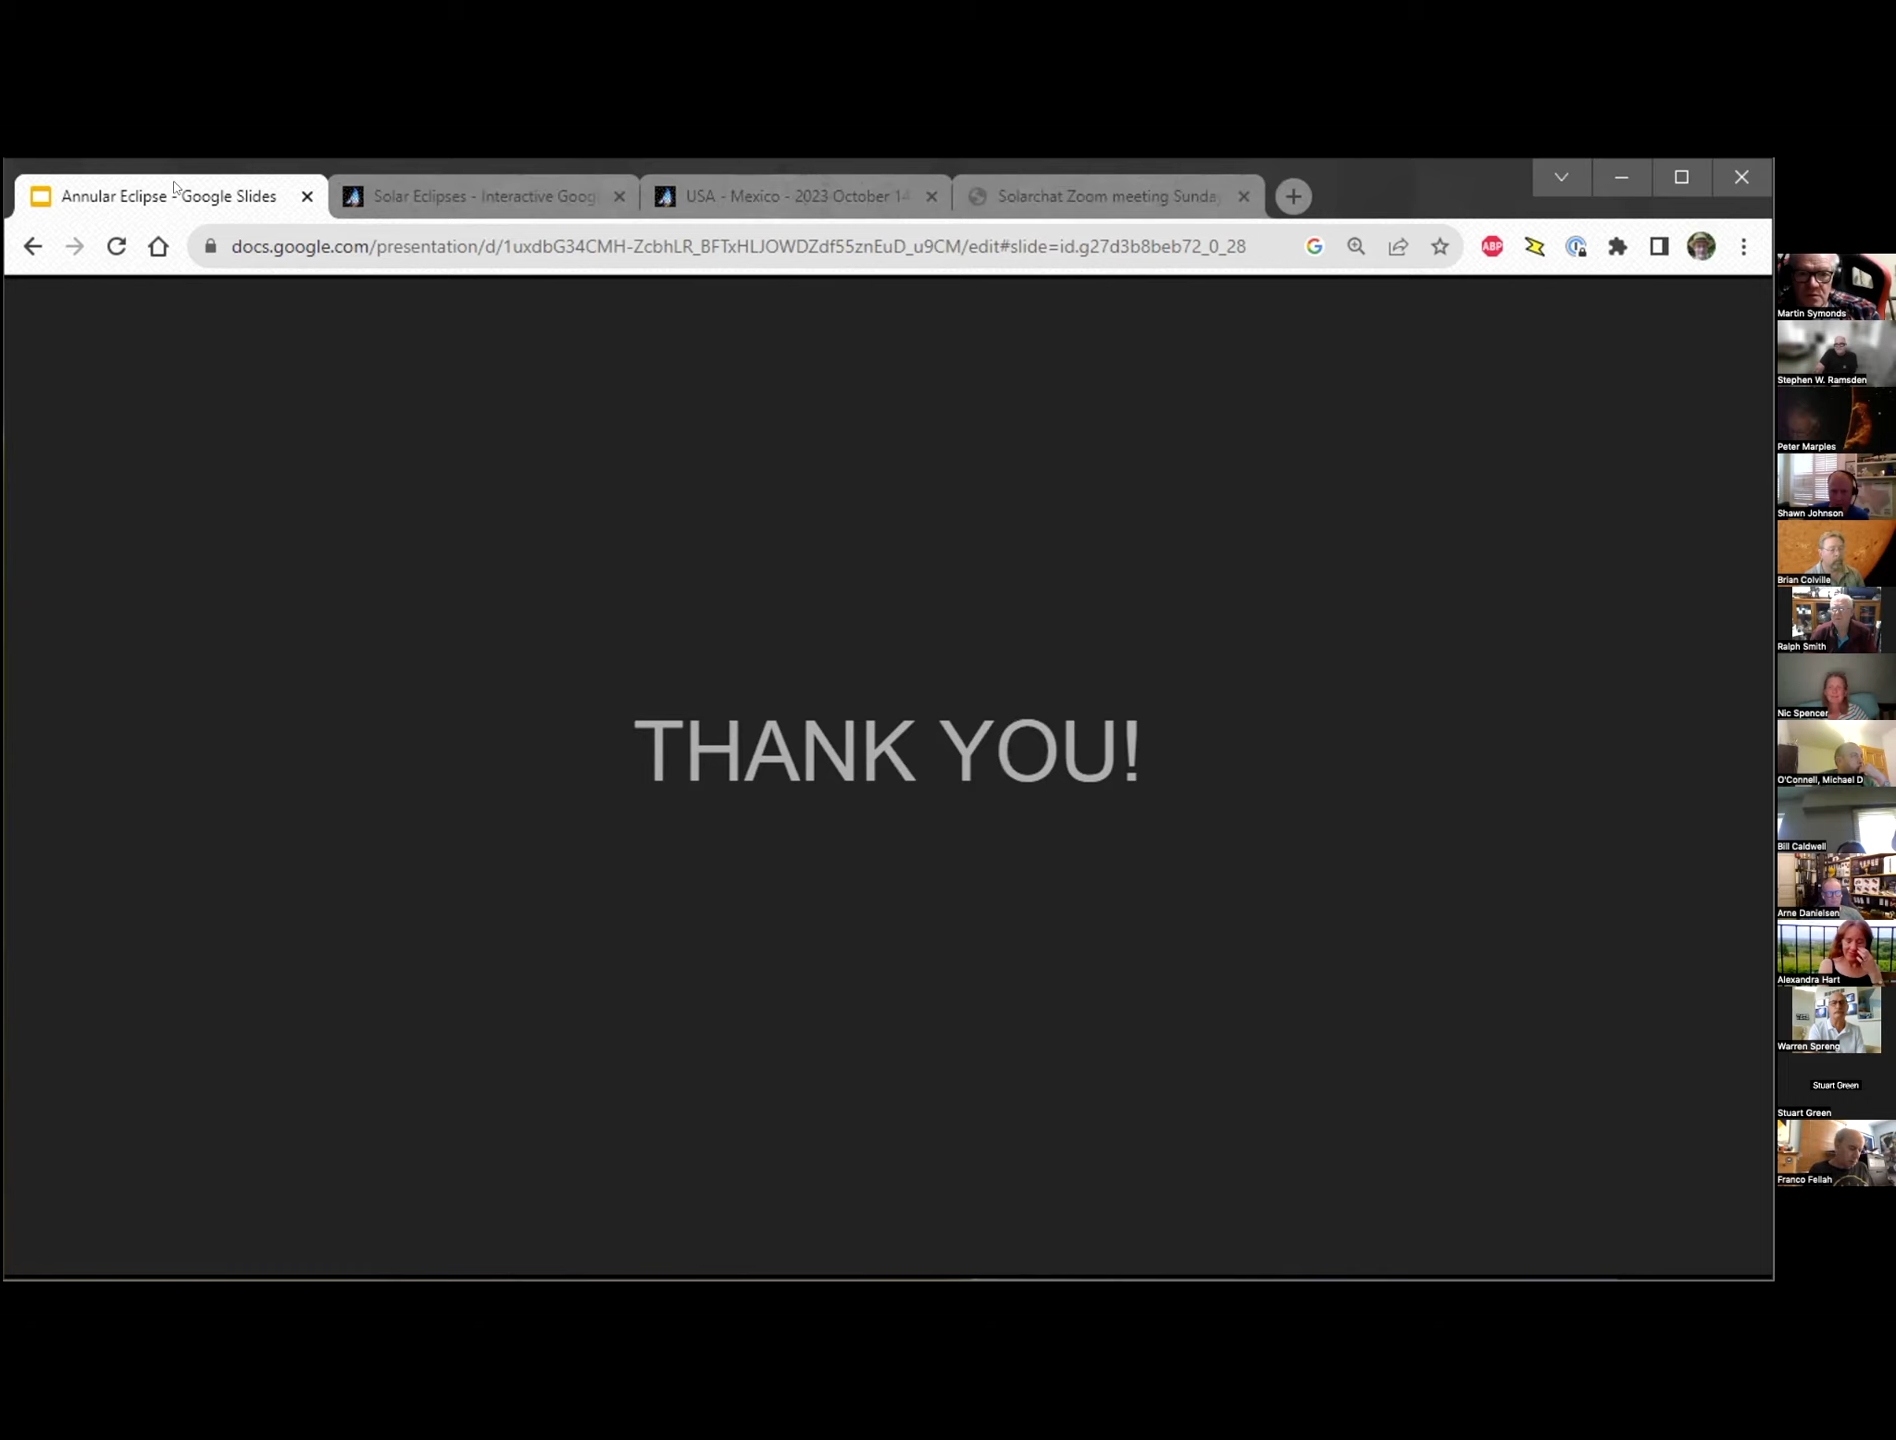 Annular Eclipse - Google Slides
Solar Eclipses - Interactive Goog
USA - Mexico - 2023 October 14
Solarchat Zoom meeting Sunda
docs.google.com/presentation/d/1uxdbG34CMH-ZcbhLR_BFTxHLJOWDZdf55znEuD_u9CM/edit#slide=id.g27d3b8beb72_0_28
ABP
THANK YOU!
Martin Symonds
Stephen W. Ramsden
Peter Marples
Shawn Johnson
Brian Colville
Ralph Smith
Nic Spencer
O'Connell, Michael D
Bill Caldwell
Arne Danielsen
Alexandra Hart
Warren Spreng
Stuart Green
Stuart Green
Franco Fellah